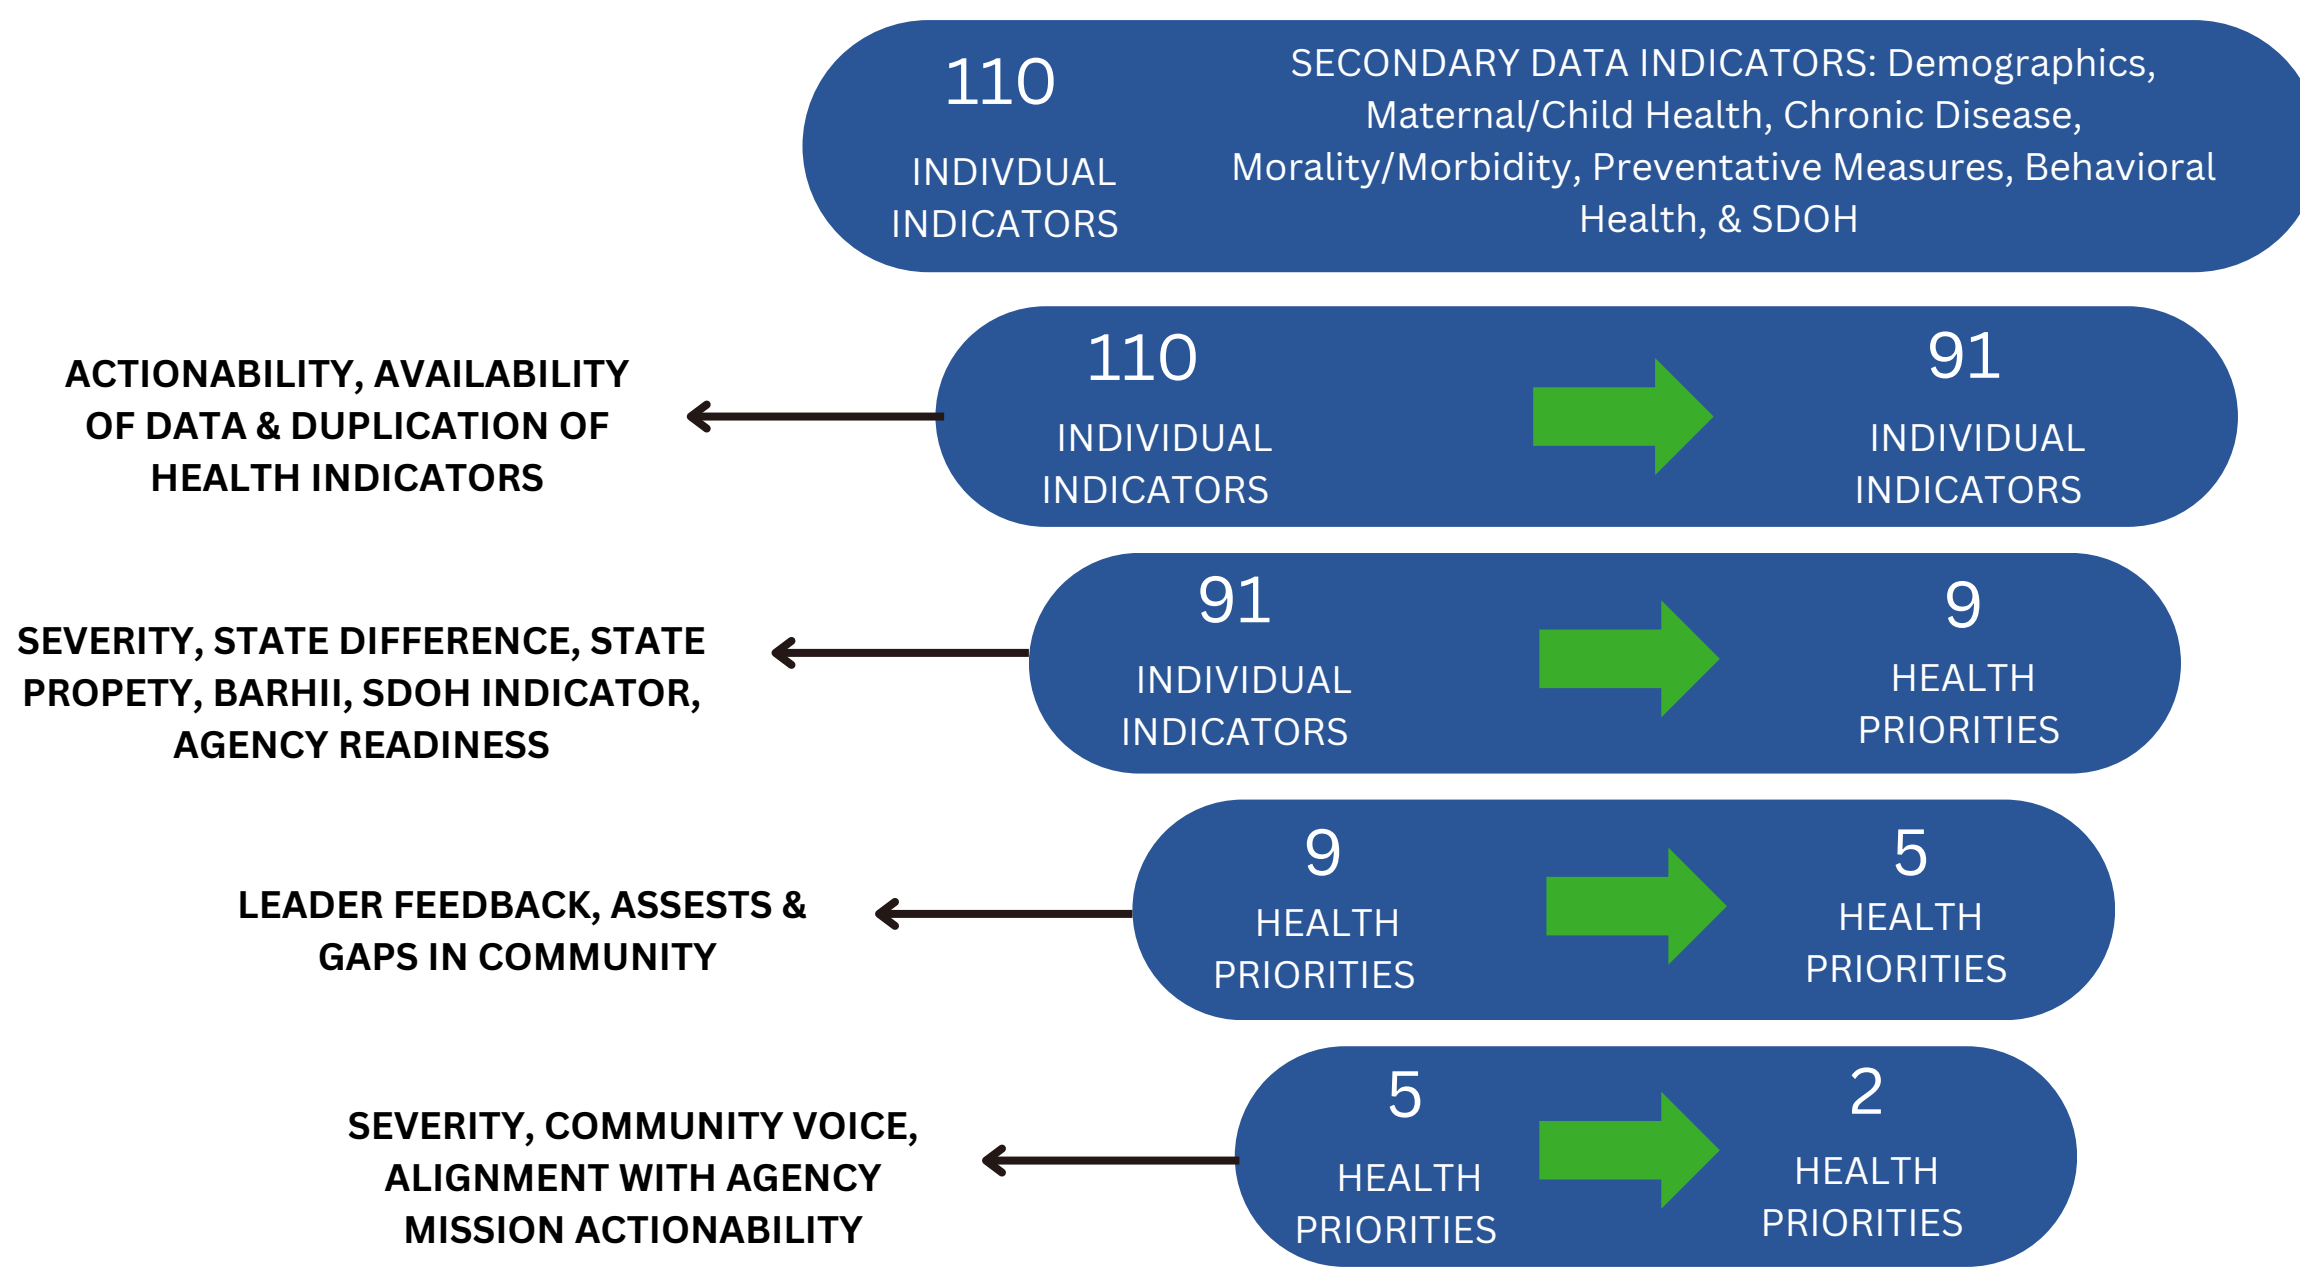 110
INDIVDUAL
INDICATORS
SECONDARY DATA INDICATORS: Demographics,
Maternal/Child Health, Chronic Disease,
Morality/Morbidity, Preventative Measures, Behavioral
Health, & SDOH
ACTIONABILITY, AVAILABILITY
OF DATA & DUPLICATION OF
HEALTH INDICATORS
110
INDIVIDUAL
INDICATORS
91
INDIVIDUAL
INDICATORS
SEVERITY, STATE DIFFERENCE, STATE
PROPETY, BARHII, SDOH INDICATOR,
AGENCY READINESS
91
INDIVIDUAL
INDICATORS
9
HEALTH
PRIORITIES
LEADER FEEDBACK, ASSESTS &
GAPS IN COMMUNITY
9
HEALTH
PRIORITIES
5
HEALTH
PRIORITIES
SEVERITY, COMMUNITY VOICE,
ALIGNMENT WITH AGENCY
MISSION ACTIONABILITY
5
HEALTH
PRIORITIES
2
HEALTH
PRIORITIES